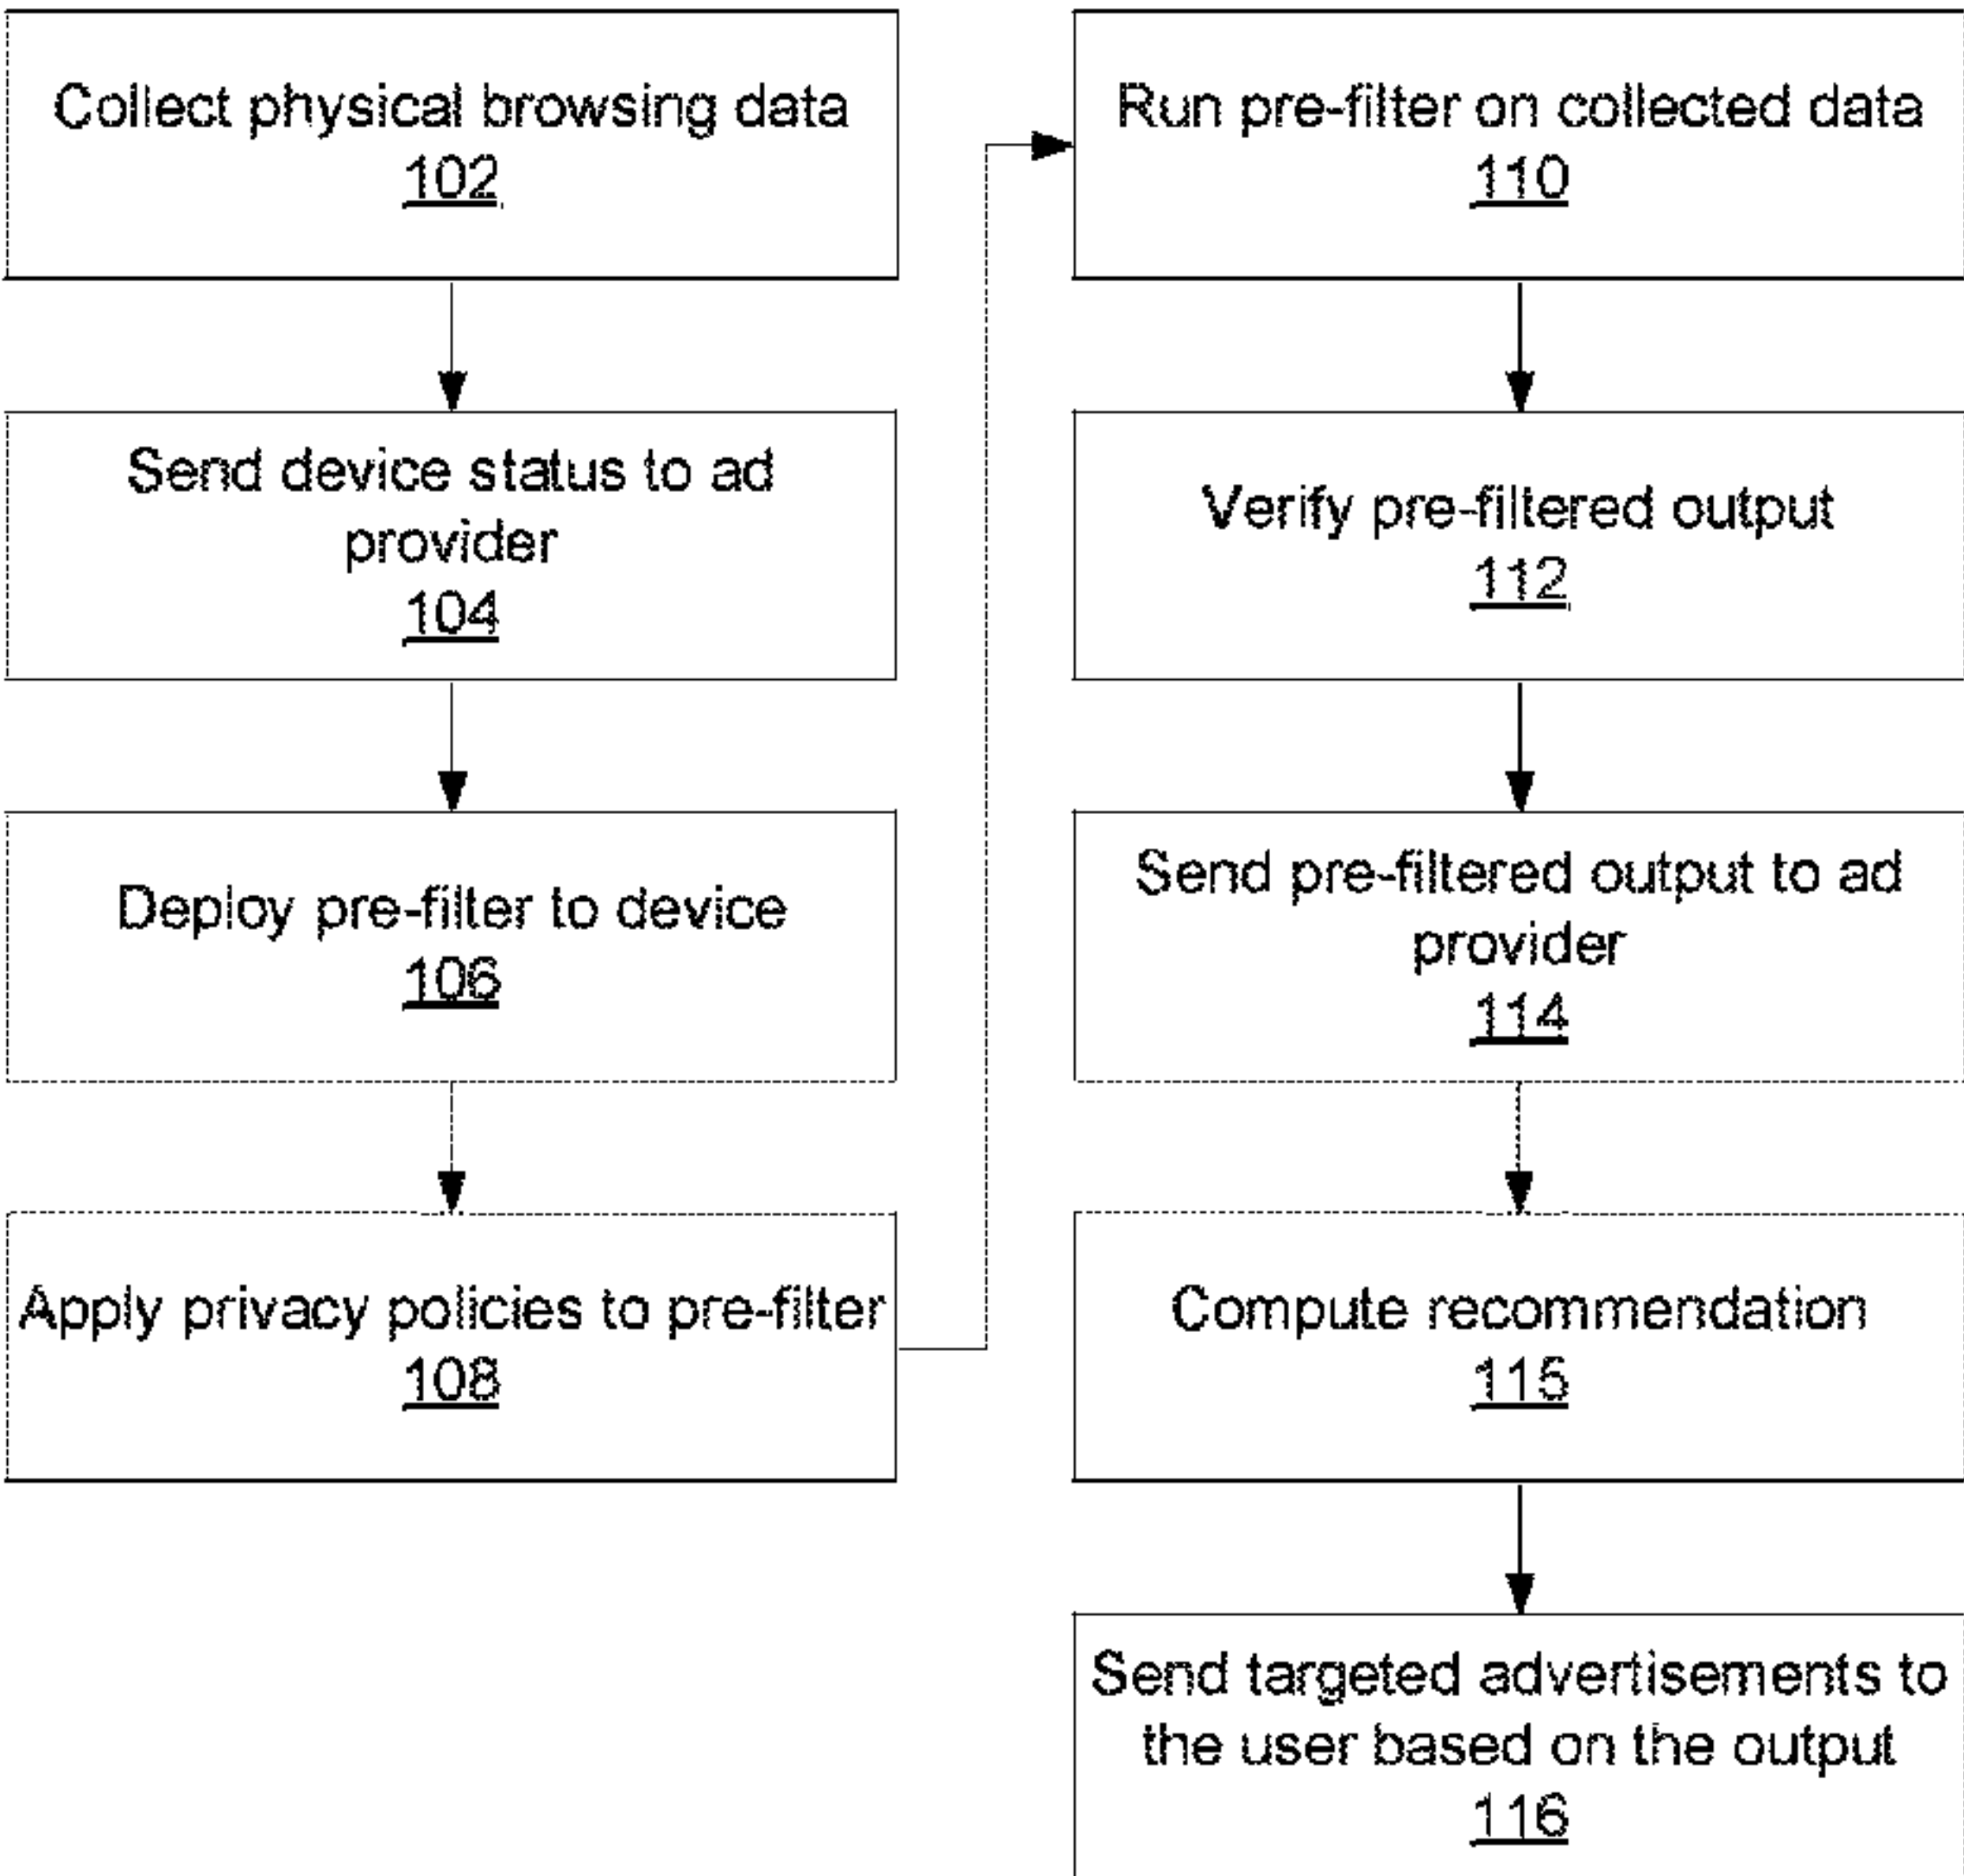 Collect physical browsing data
102
Send device status to ad
provider
104
Deploy pre-filter to device
106
Apply privacy policies to pre-filter
108
Run pre-filter on collected data
110
Verify pre-filtered output
112
Send pre-filtered output to ad
provider
114
Compute recommendation
115
Send targeted advertisements to
the user based on the output
116